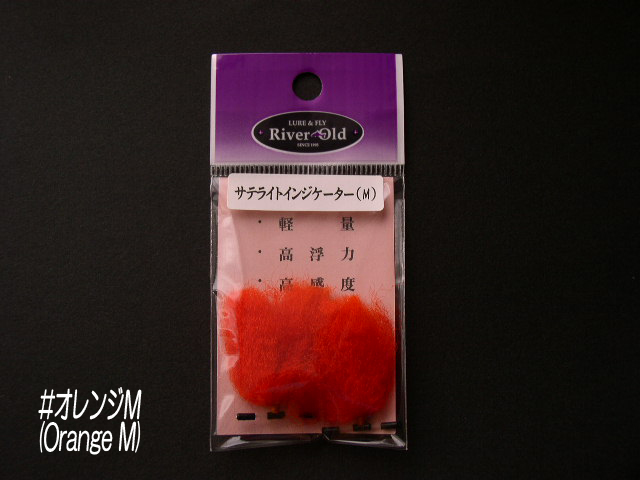 LURE & FLY
River Old
SINCE 1995
サテライトインジケーター(M)
・軽 量
・高 浮 力
・高 感 度
#オレンジM
(Orange M)